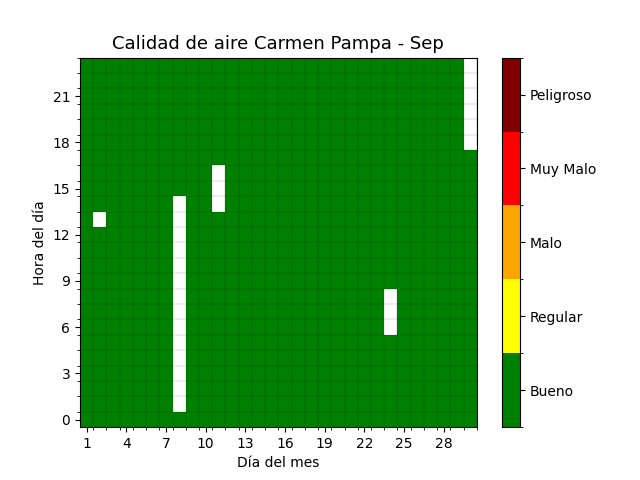 Calidad de aire Carmen Pampa - Sep
Hora del día
21
18
15
12
9
6
3
0
1 4 7 10 13 16 19 22 25 28
Día del mes
Peligroso
Muy Malo
Malo
Regular
Bueno